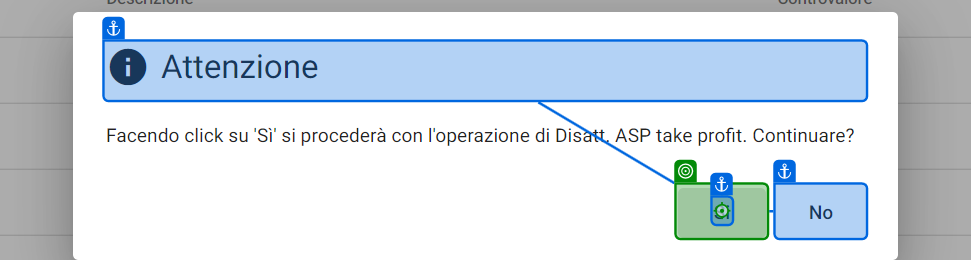 Descrizione Controvalore
Attenzione
Facendo click su 'Sì' si procederà con l'operazione di Disatt. ASP take profit. Continuare?
No